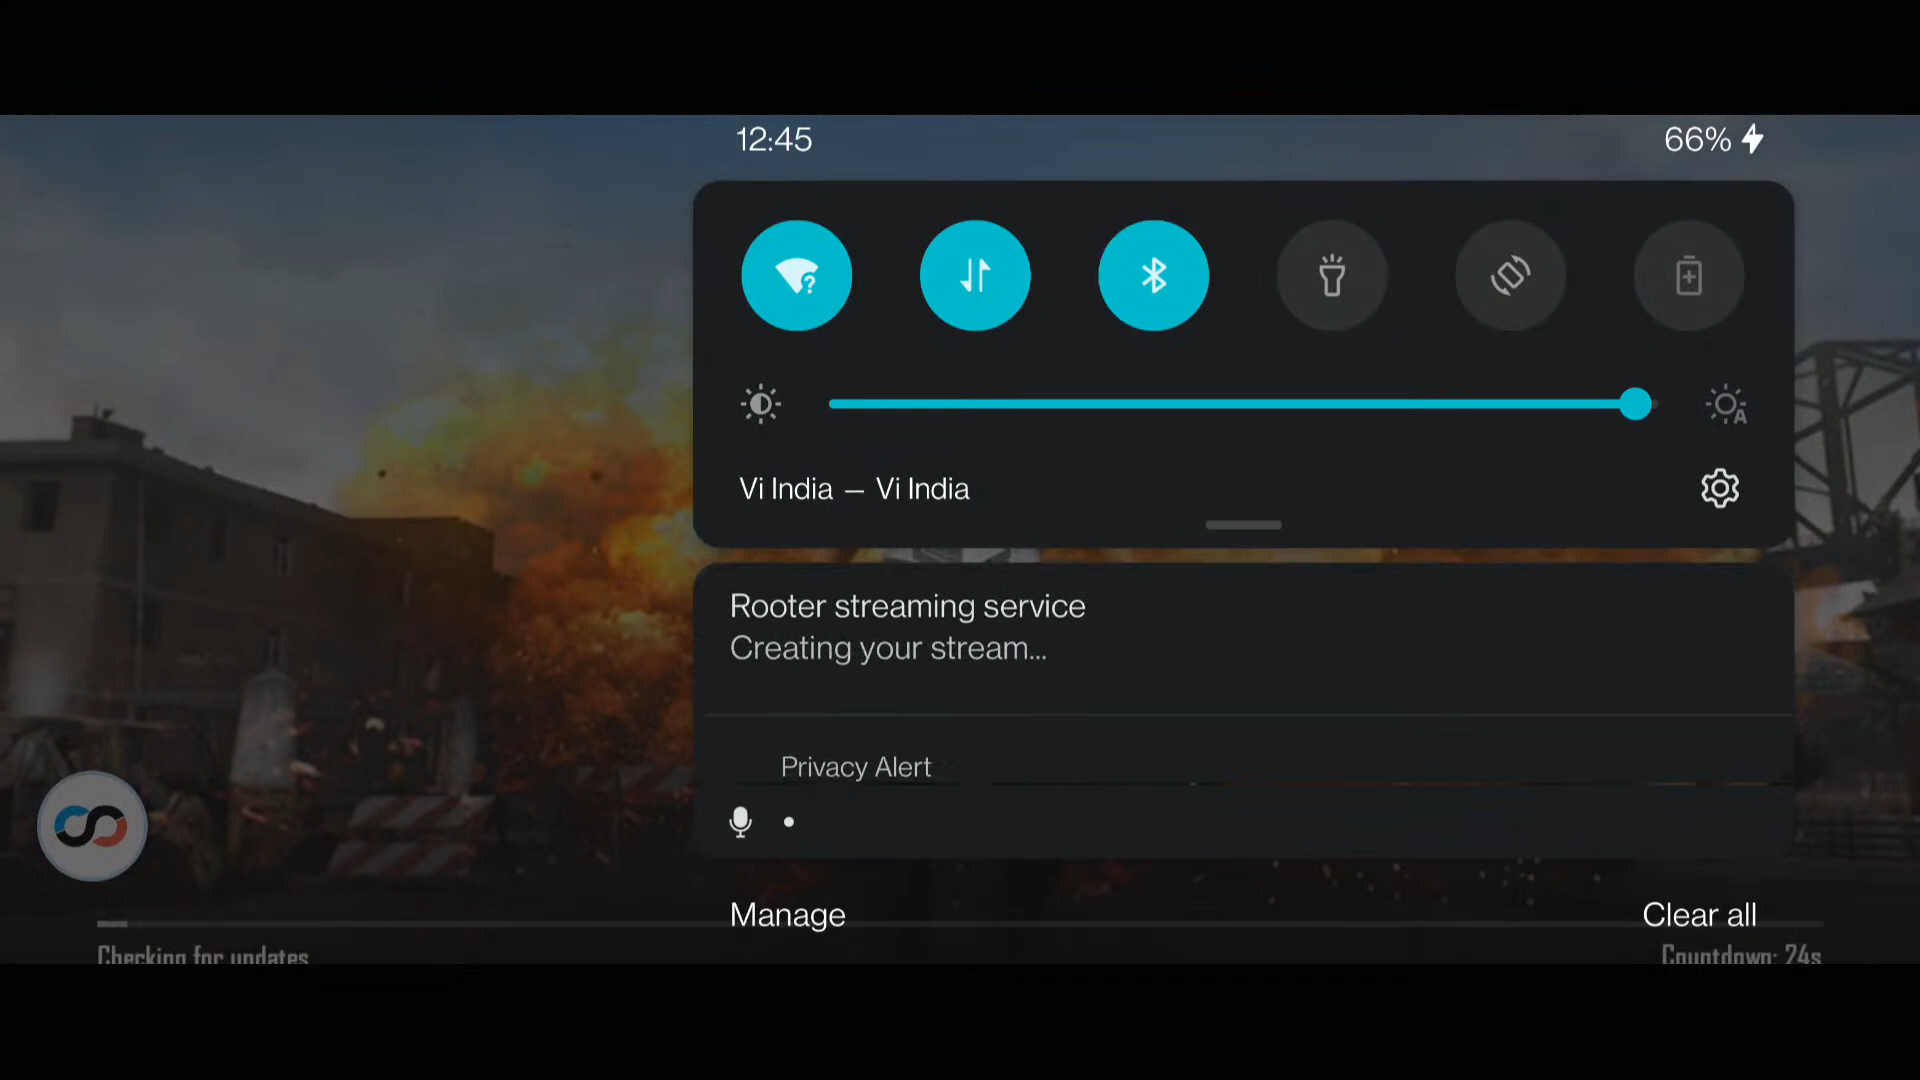 12:45
66%
Vi India — Vi India
Rooter streaming service
Creating your stream...
Privacy Alert
Manage
Clear all
Checking for updates
Countdown: 24s